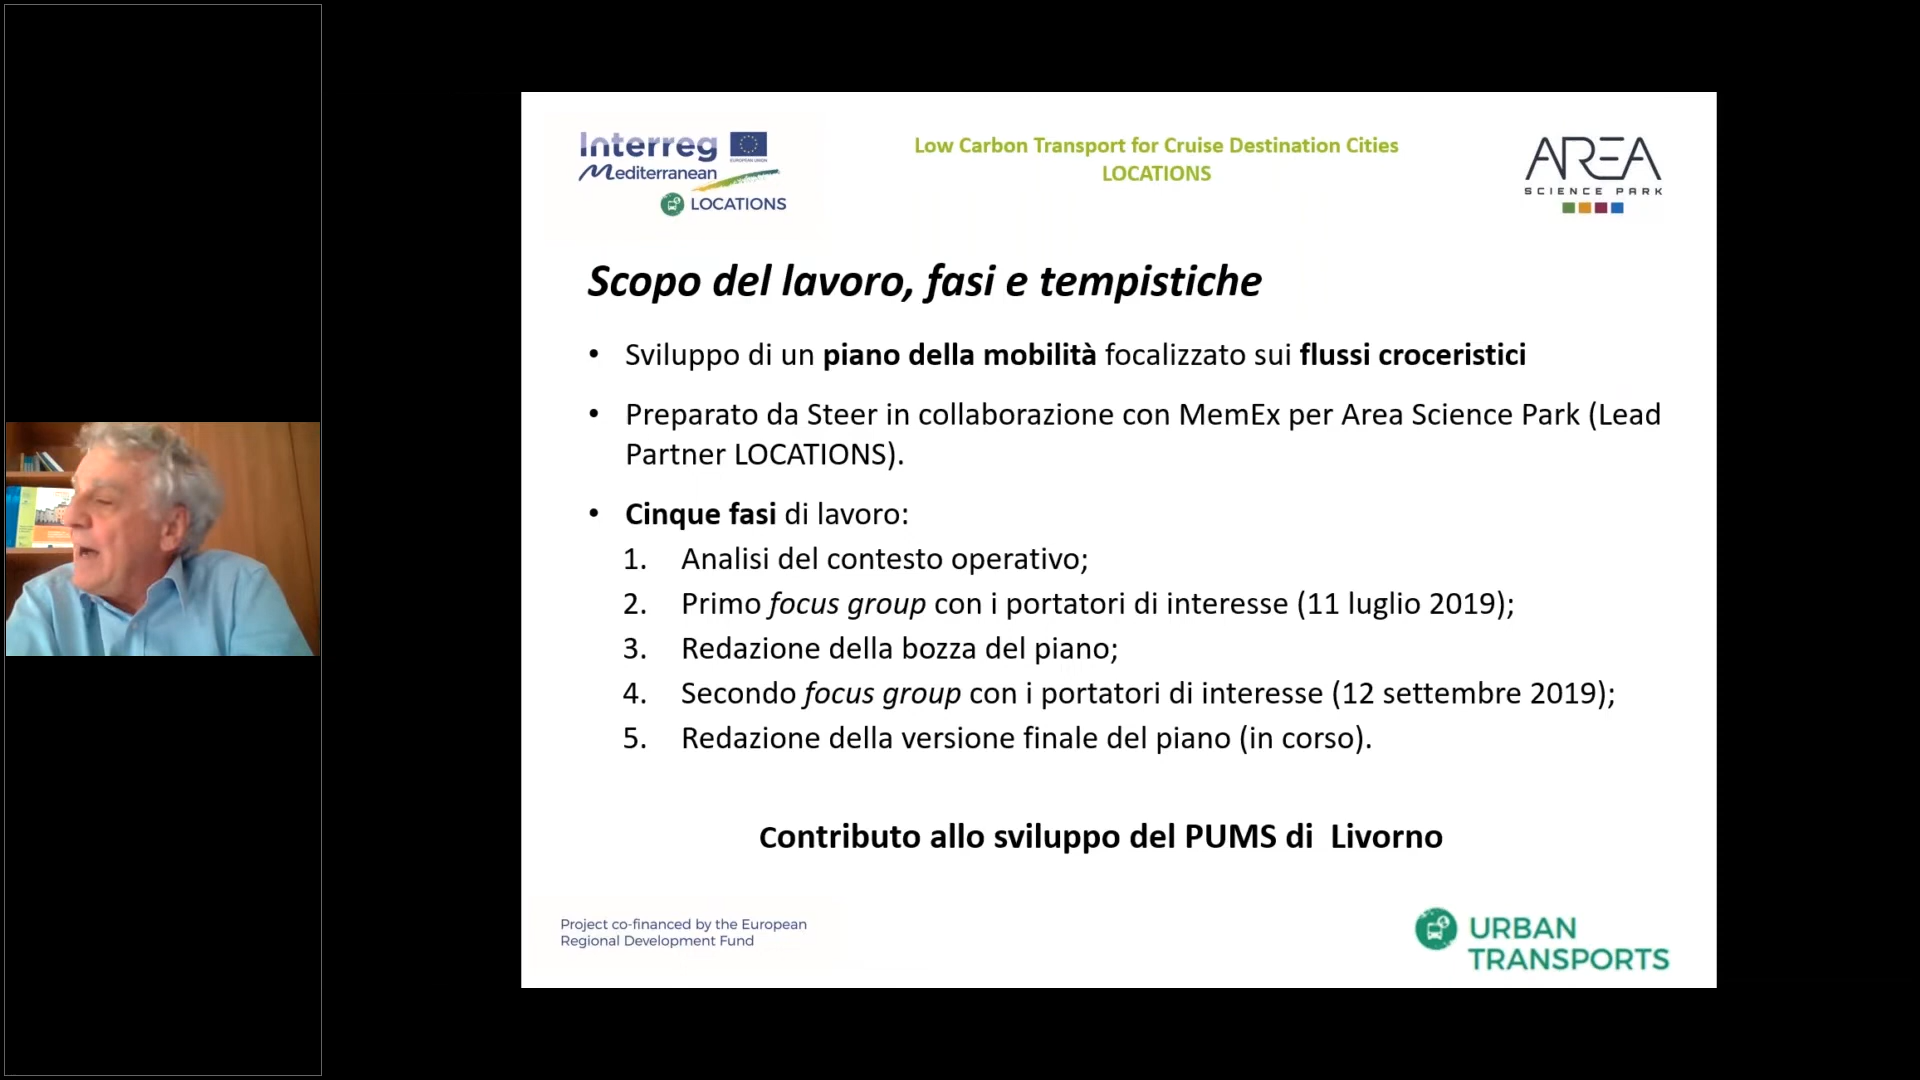 Interreg
EUROPEAN UNION
Mediterranean
LOCATIONS
Low Carbon Transport for Cruise Destination Cities
LOCATIONS
AREA
SCIENCE PARK
Scopo del lavoro, fasi e tempistiche
• Sviluppo di un piano della mobilità focalizzato sui flussi croceristici
• Preparato da Steer in collaborazione con MemEx per Area Science Park (Lead
Partner LOCATIONS).
• Cinque fasi di lavoro:
1. Analisi del contesto operativo;
2. Primo focus group con i portatori di interesse (11 luglio 2019);
3. Redazione della bozza del piano;
4. Secondo focus group con i portatori di interesse (12 settembre 2019);
5. Redazione della versione finale del piano (in corso).
Contributo allo sviluppo del PUMS di Livorno
Project co-financed by the European
Regional Development Fund
URBAN
TRANSPORTS